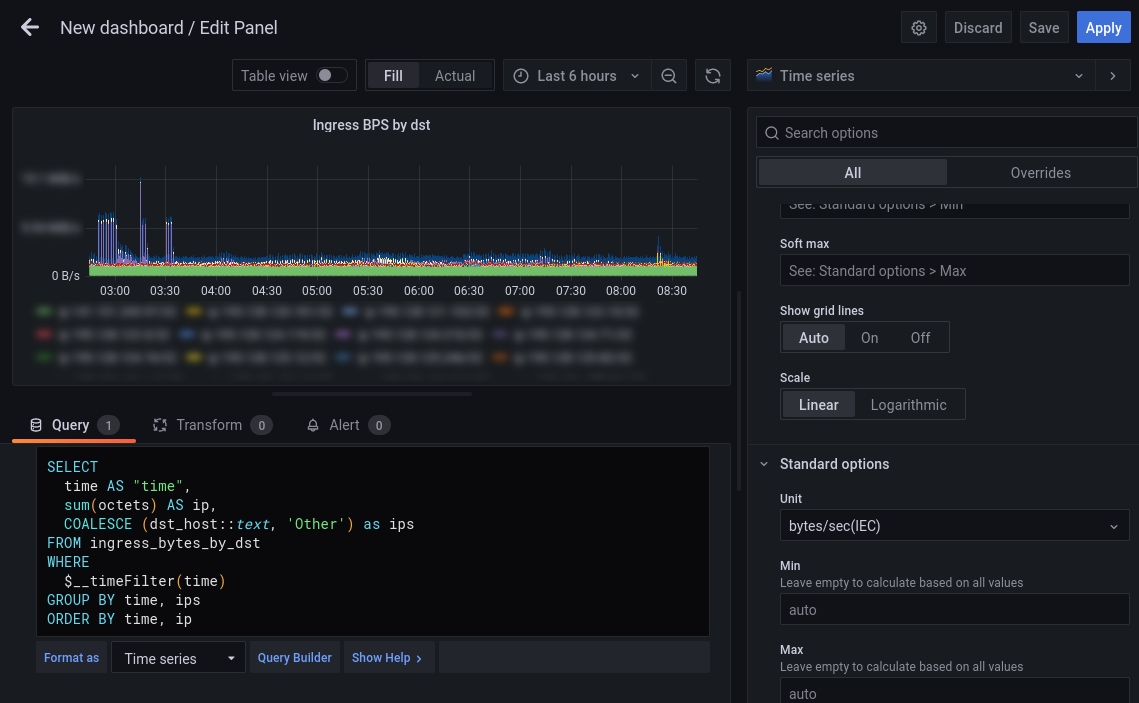 New dashboard / Edit Panel
Discard
Save
Apply
Table view
Fill
Actual
Last 6 hours
Time series
Ingress BPS by dst
0 B/s
03:00 03:30 04:00 04:30 05:00 05:30 06:00 06:30 07:00 07:30 08:00 08:30
Query 1
Transform 0
Alert 0
SELECT
time AS "time",
sum(octets) AS ip,
COALESCE (dst_host::text, 'Other') as ips
FROM ingress_bytes_by_dst
WHERE
$__timeFilter(time)
GROUP BY time, ips
ORDER BY time, ip
Format as
Time series
Query Builder
Show Help
Search options
All
Overrides
See: Standard options > Min
Soft max
See: Standard options > Max
Show grid lines
Auto
On
Off
Scale
Linear
Logarithmic
Standard options
Unit
bytes/sec(IEC)
Min
Leave empty to calculate based on all values
auto
Max
Leave empty to calculate based on all values
auto